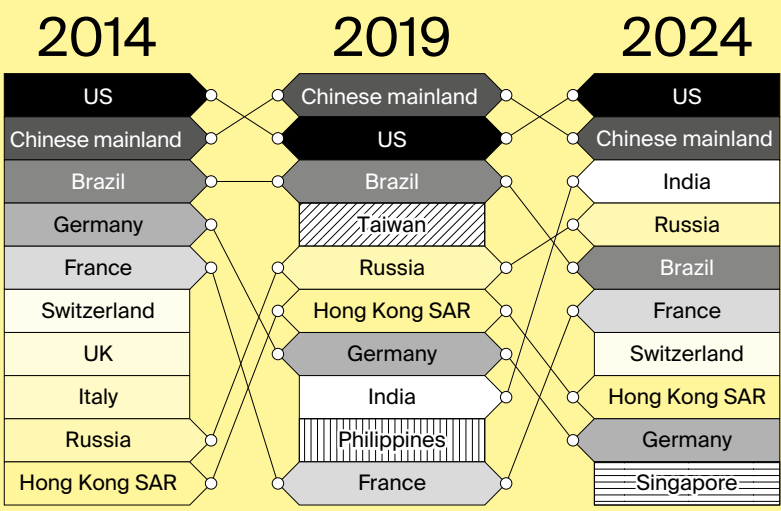 2014
2019
2024
US
Chinese mainland
Brazil
Germany
France
Switzerland
UK
Italy
Russia
Hong Kong SAR
Chinese mainland
US
Brazil
Taiwan
Russia
Hong Kong SAR
Germany
India
Philippines
France
US
Chinese mainland
India
Russia
Brazil
France
Switzerland
Hong Kong SAR
Germany
Singapore